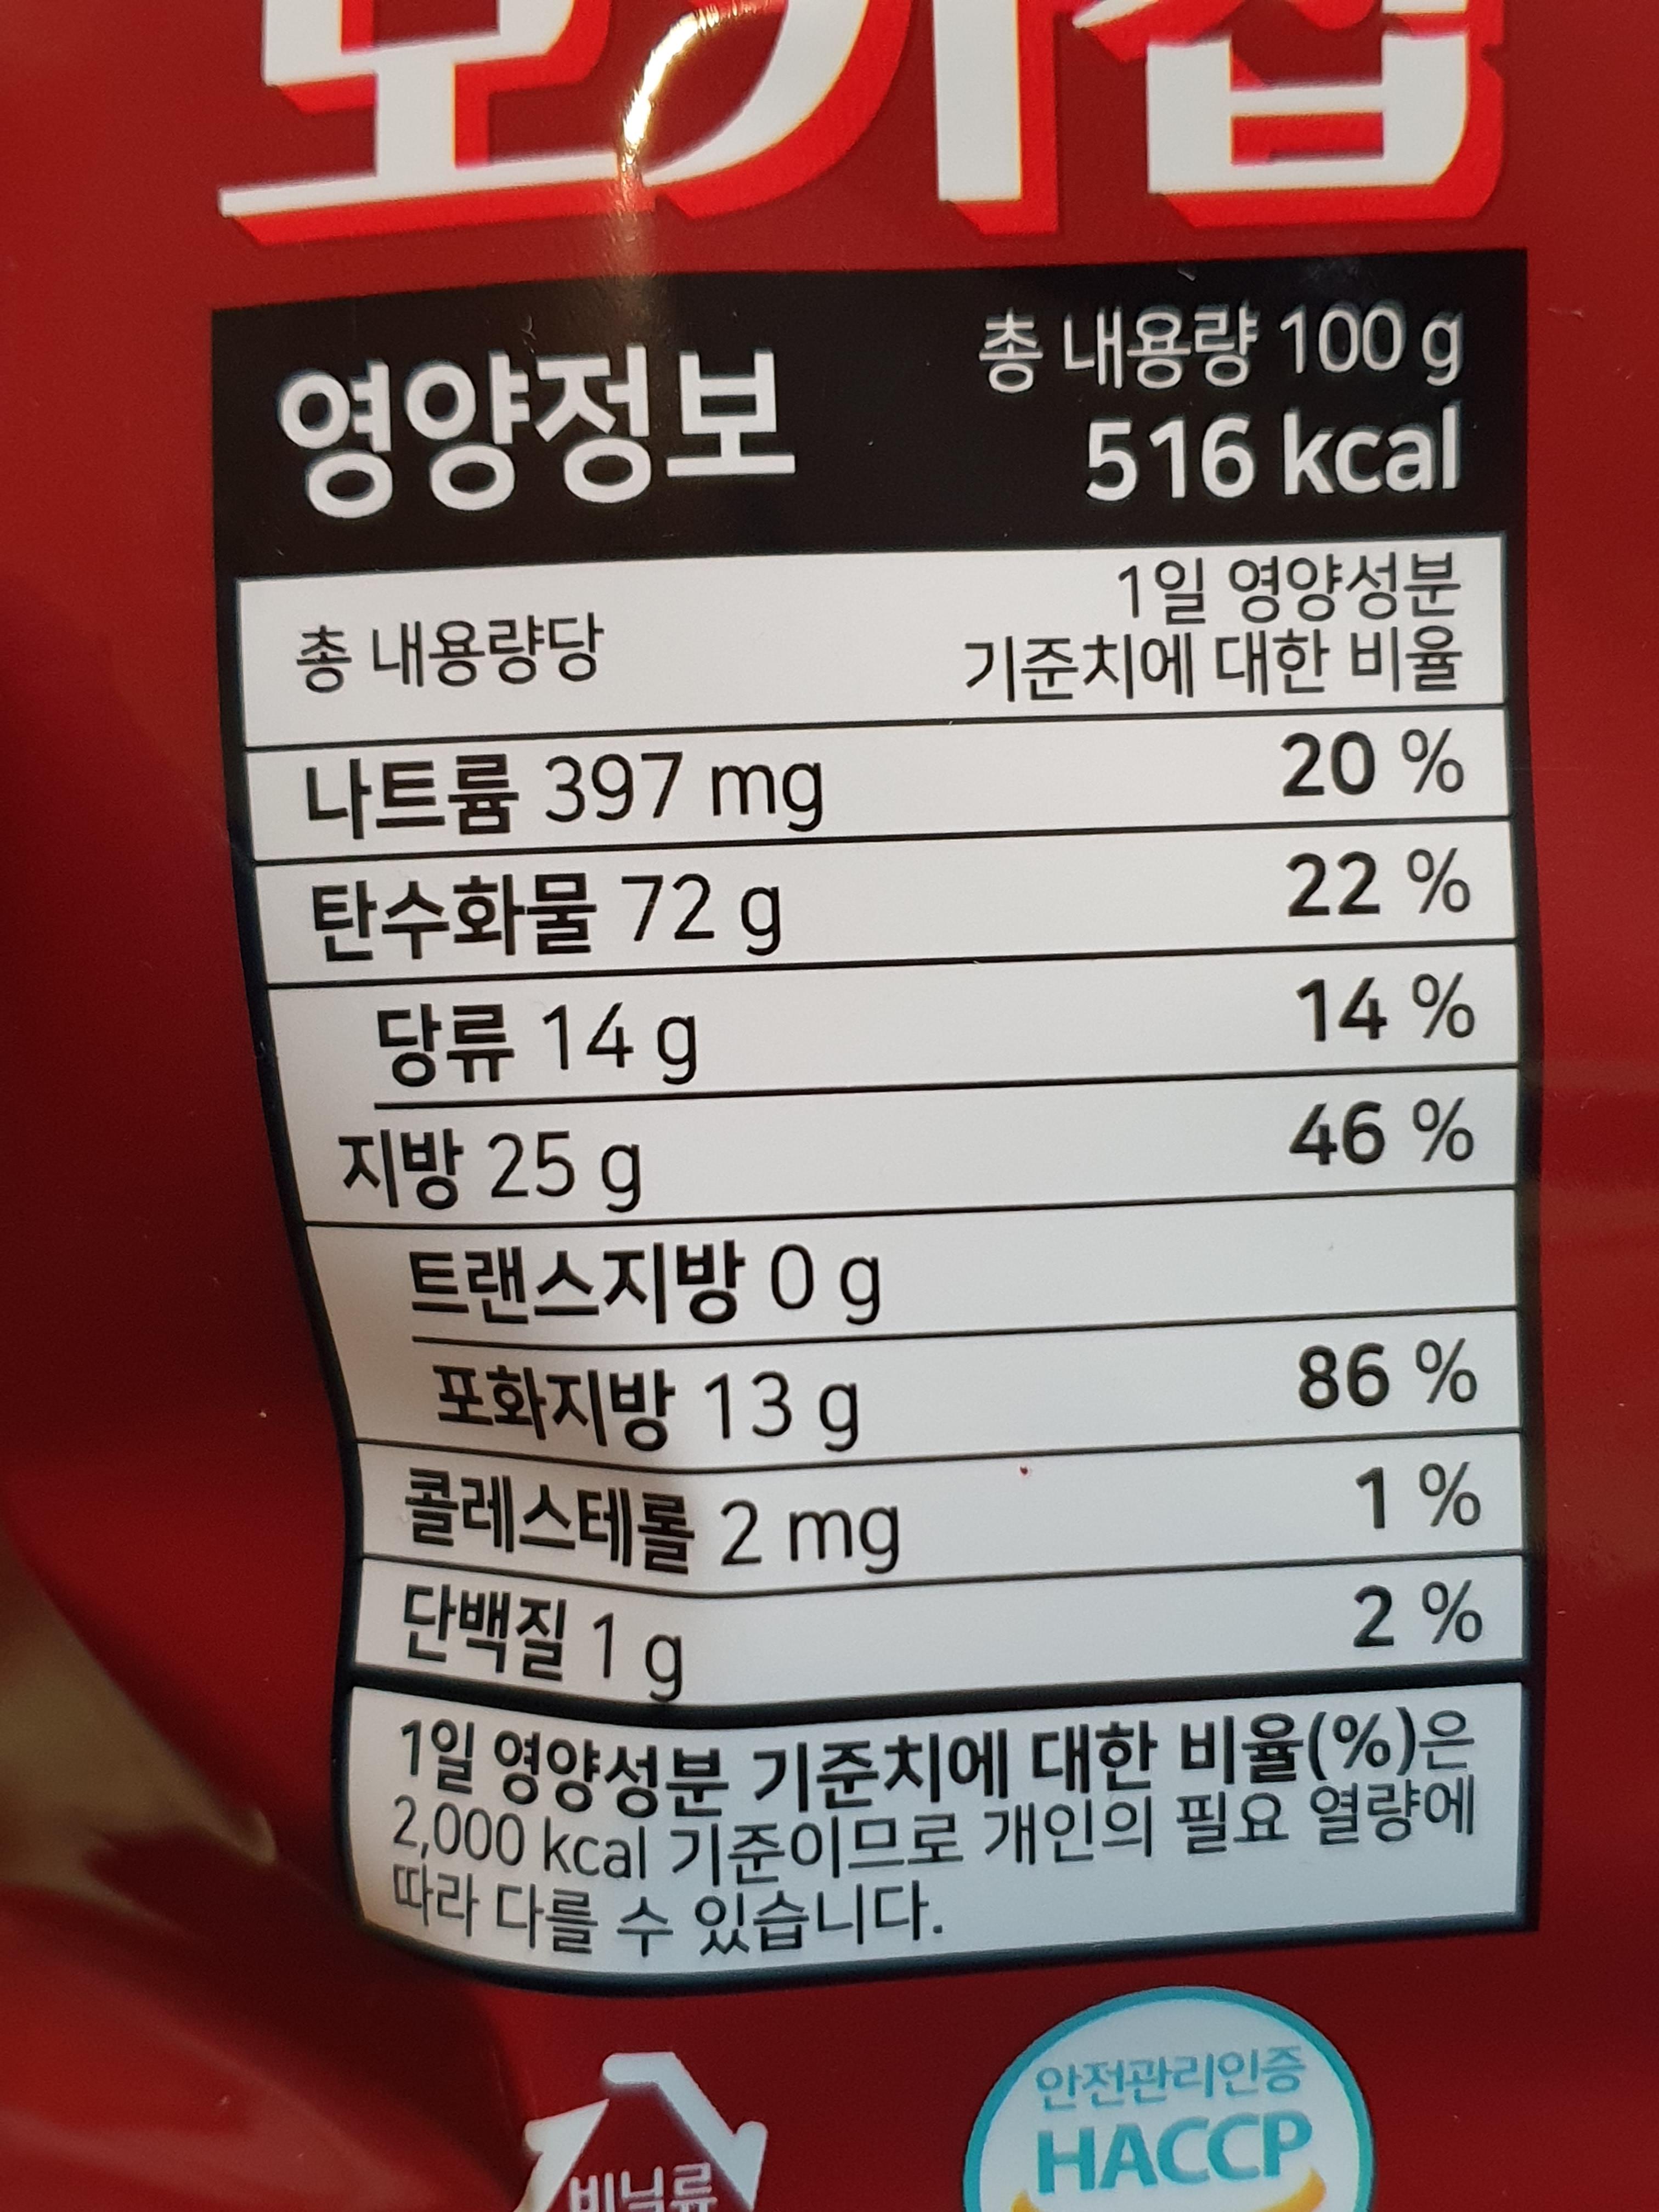 영양정보
총 내용량 100 g
516 kcal
총 내용량당
1일 영양성분
기준치에 대한 비율
나트륨 397 mg 20 %
탄수화물 72 g 22 %
당류 14 g 14 %
지방 25 g 46 %
트랜스지방 0 g
포화지방 13 g 86 %
콜레스테롤 2 mg 1 %
단백질 1 g 2 %
1일 영양성분 기준치에 대한 비율(%)은
2,000 kcal 기준이므로 개인의 필요 열량에
따라 다를 수 있습니다.
안전관리인증
HACCP
비닐류